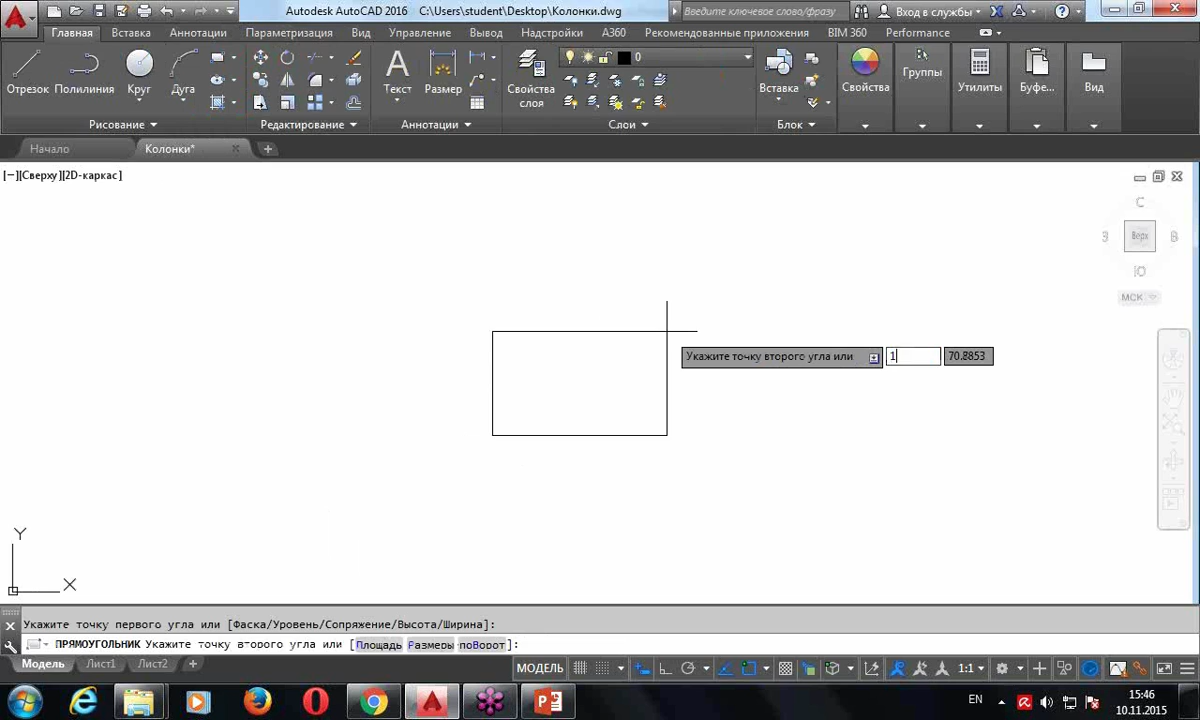 Autodesk AutoCAD 2016 C:\Users\student\Desktop\Колонки.dwg
Введите ключевое слово/фразу
Вход в службы
Главная Вставка Аннотации Параметризация Вид Управление Вывод Надстройки A360 Рекомендованные приложения BIM 360 Performance
0
Отрезок Полилиния Круг Дуга Текст Размер Свойства слоя Вставка Свойства Группы Утилиты Буфе... Вид
Рисование Редактирование Аннотации Слои Блок
Начало Колонки*
[−][Сверху][2D-каркас]
С
З Верх В
Ю
МСК
Укажите точку второго угла или 1 70.8853
Y
X
Укажите точку первого угла или [Фаска/Уровень/Сопряжение/Высота/Ширина]:
ПРЯМОУГОЛЬНИК Укажите точку второго угла или [Площадь Размеры поВорот]:
Модель Лист1 Лист2
МОДЕЛЬ 1:1
EN
15:46
10.11.2015